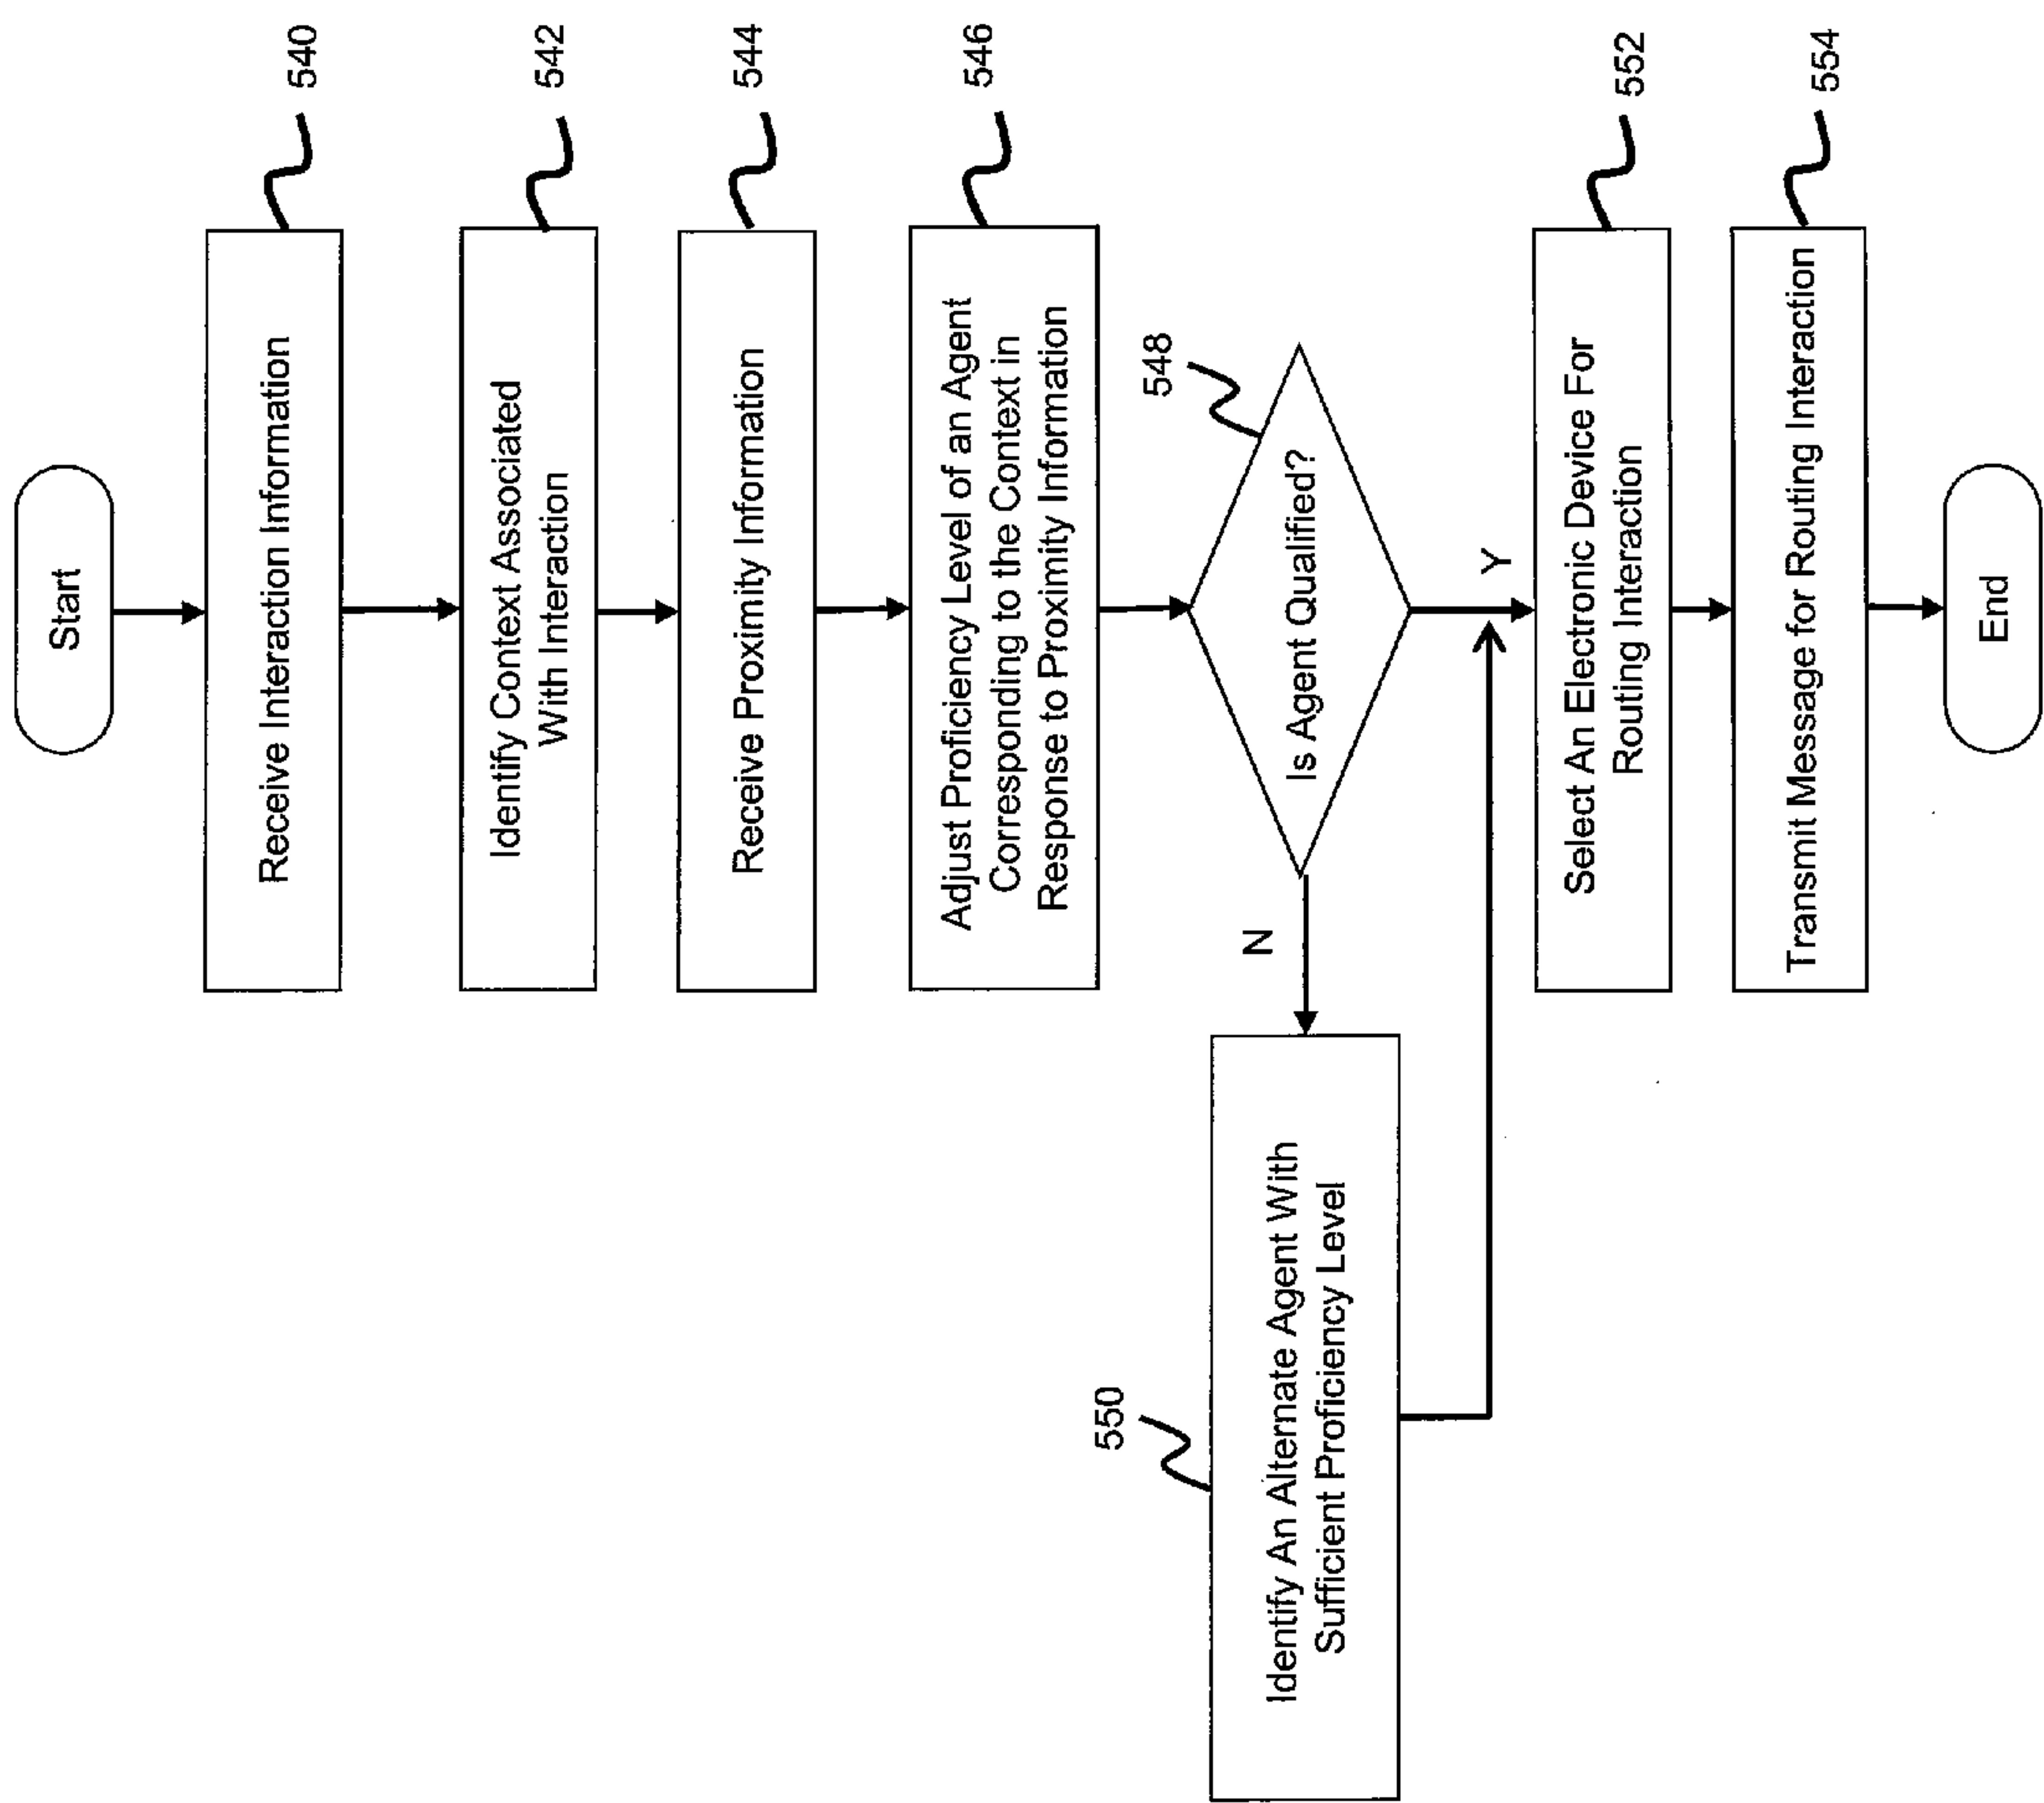 Start
Receive Interaction Information
540
Identify Context Associated
With Interaction
542
Receive Proximity Information
544
Adjust Proficiency Level of an Agent
Corresponding to the Context in
Response to Proximity Information
546
Is Agent Qualified?
548
N
Y
Identify An Alternate Agent With
Sufficient Proficiency Level
550
Select An Electronic Device For
Routing Interaction
552
Transmit Message for Routing Interaction
554
End